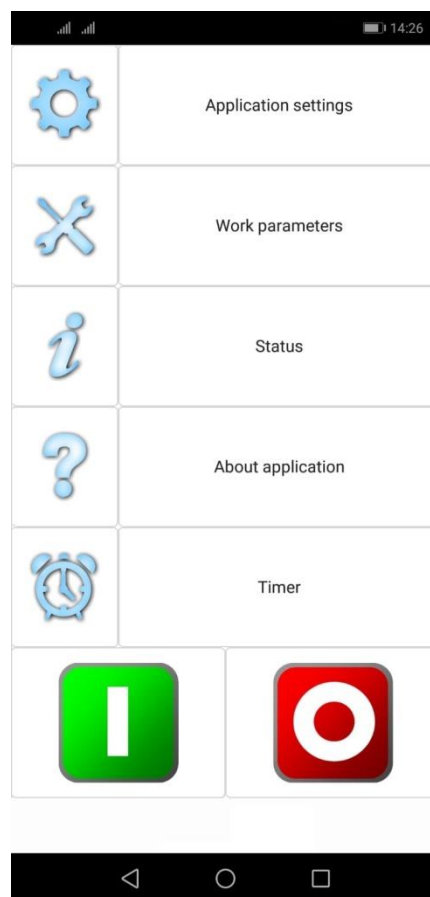 14:26
Application settings
Work parameters
Status
About application
Timer